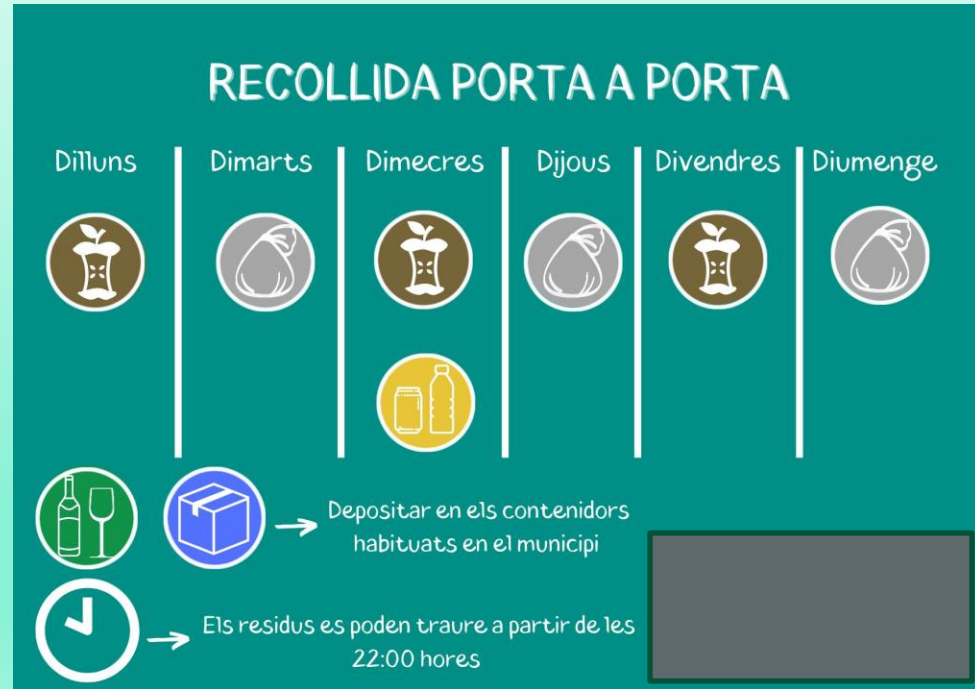 RECOLLIDA PORTA A PORTA
Dilluns
Dimarts
Dimecres
Dijous
Divendres
Diumenge
Depositar en els contenidors
habituats en el municipi
Els residus es poden traure a partir de les
22:00 hores